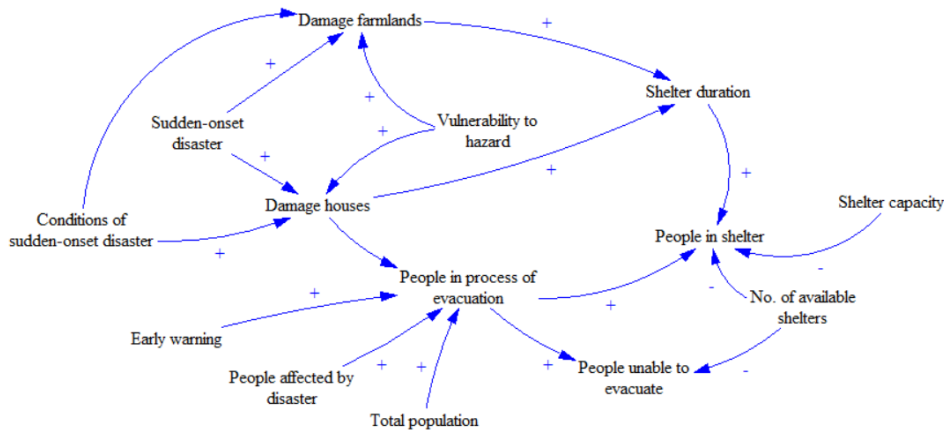 Damage farmlands
+
+
Shelter duration
+
Sudden-onset
disaster
Vulnerability to
hazard
+
+
+
+
Damage houses
Shelter capacity
Conditions of
sudden-onset disaster
+
People in shelter
-
People in process of
evacuation
+
+
-
No. of available
shelters
Early warning
People affected by
disaster
+
+
+
People unable to
evacuate
-
Total population